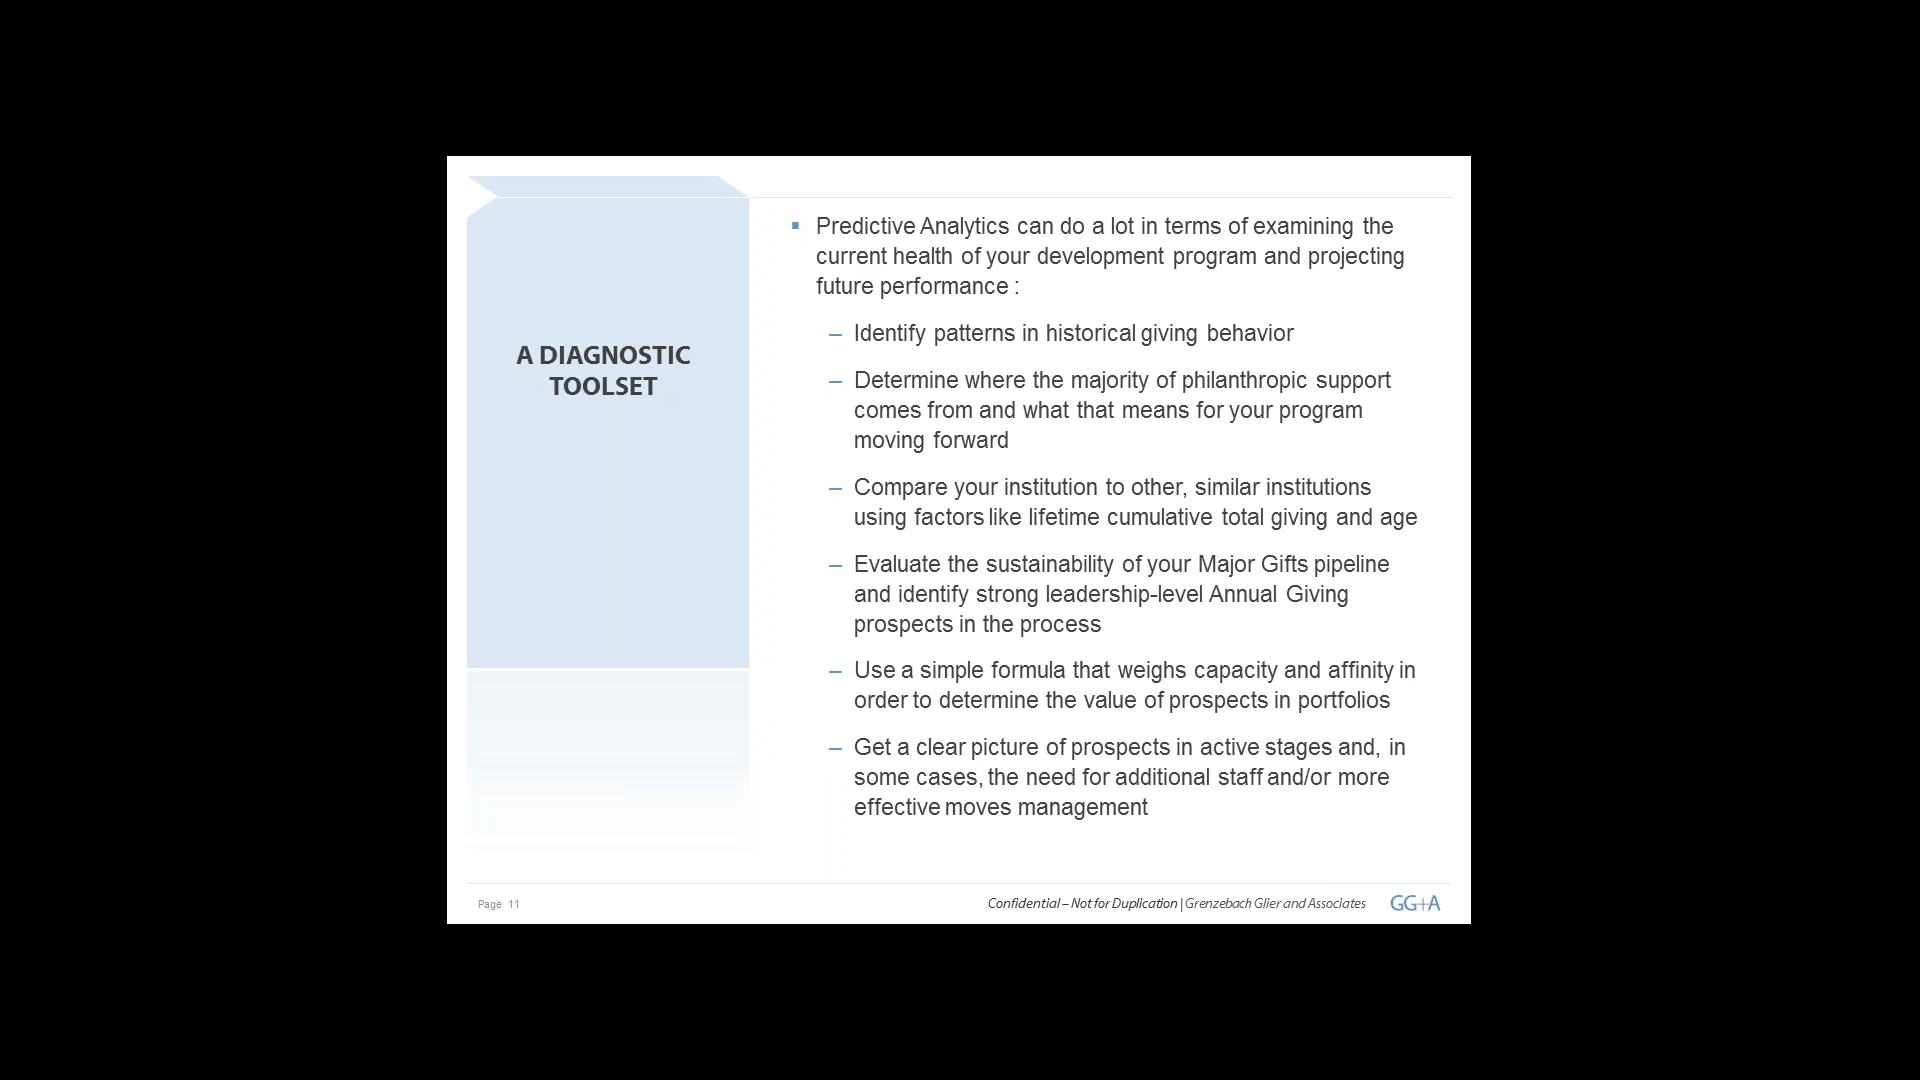 A DIAGNOSTIC
TOOLSET
▪ Predictive Analytics can do a lot in terms of examining the
current health of your development program and projecting
future performance :
– Identify patterns in historical giving behavior
– Determine where the majority of philanthropic support
comes from and what that means for your program
moving forward
– Compare your institution to other, similar institutions
using factors like lifetime cumulative total giving and age
– Evaluate the sustainability of your Major Gifts pipeline
and identify strong leadership-level Annual Giving
prospects in the process
– Use a simple formula that weighs capacity and affinity in
order to determine the value of prospects in portfolios
– Get a clear picture of prospects in active stages and, in
some cases, the need for additional staff and/or more
effective moves management
Page 11
Confidential – Not for Duplication | Grenzebach Glier and Associates
GG+A